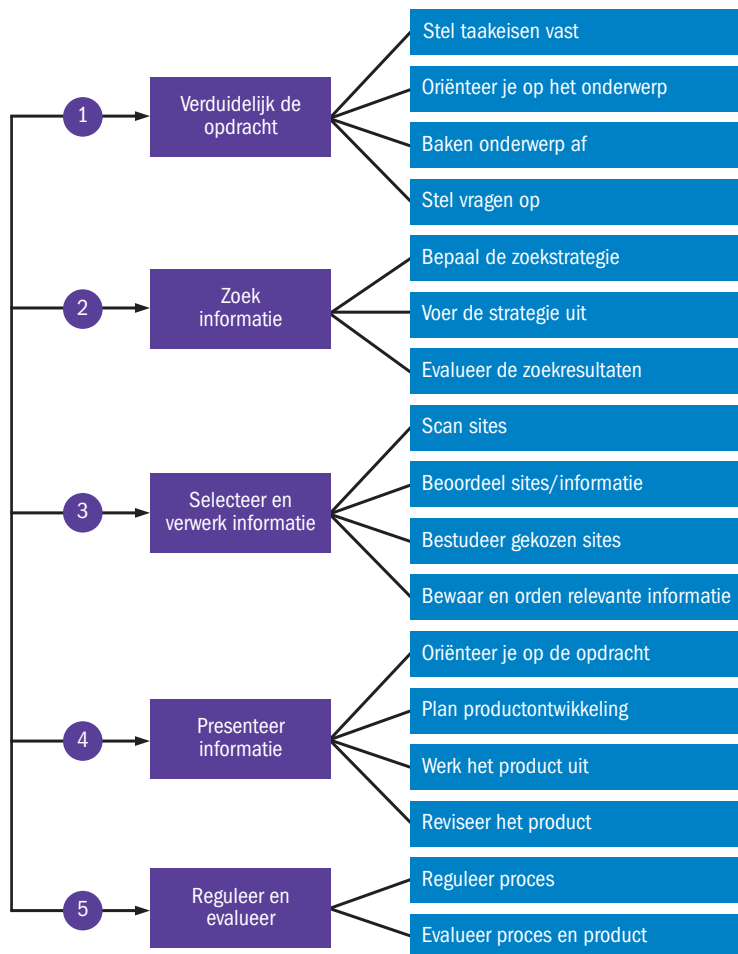 1
Verduidelijk de
opdracht
Stel taakeisen vast
Oriënteer je op het onderwerp
Baken onderwerp af
Stel vragen op
2
Zoek
informatie
Bepaal de zoekstrategie
Voer de strategie uit
Evalueer de zoekresultaten
3
Selecteer en
verwerk informatie
Scan sites
Beoordeel sites/informatie
Bestudeer gekozen sites
Bewaar en orden relevante informatie
4
Presenteer
informatie
Oriënteer je op de opdracht
Plan productontwikkeling
Werk het product uit
Reviseer het product
5
Reguleer en
evalueer
Reguleer proces
Evalueer proces en product